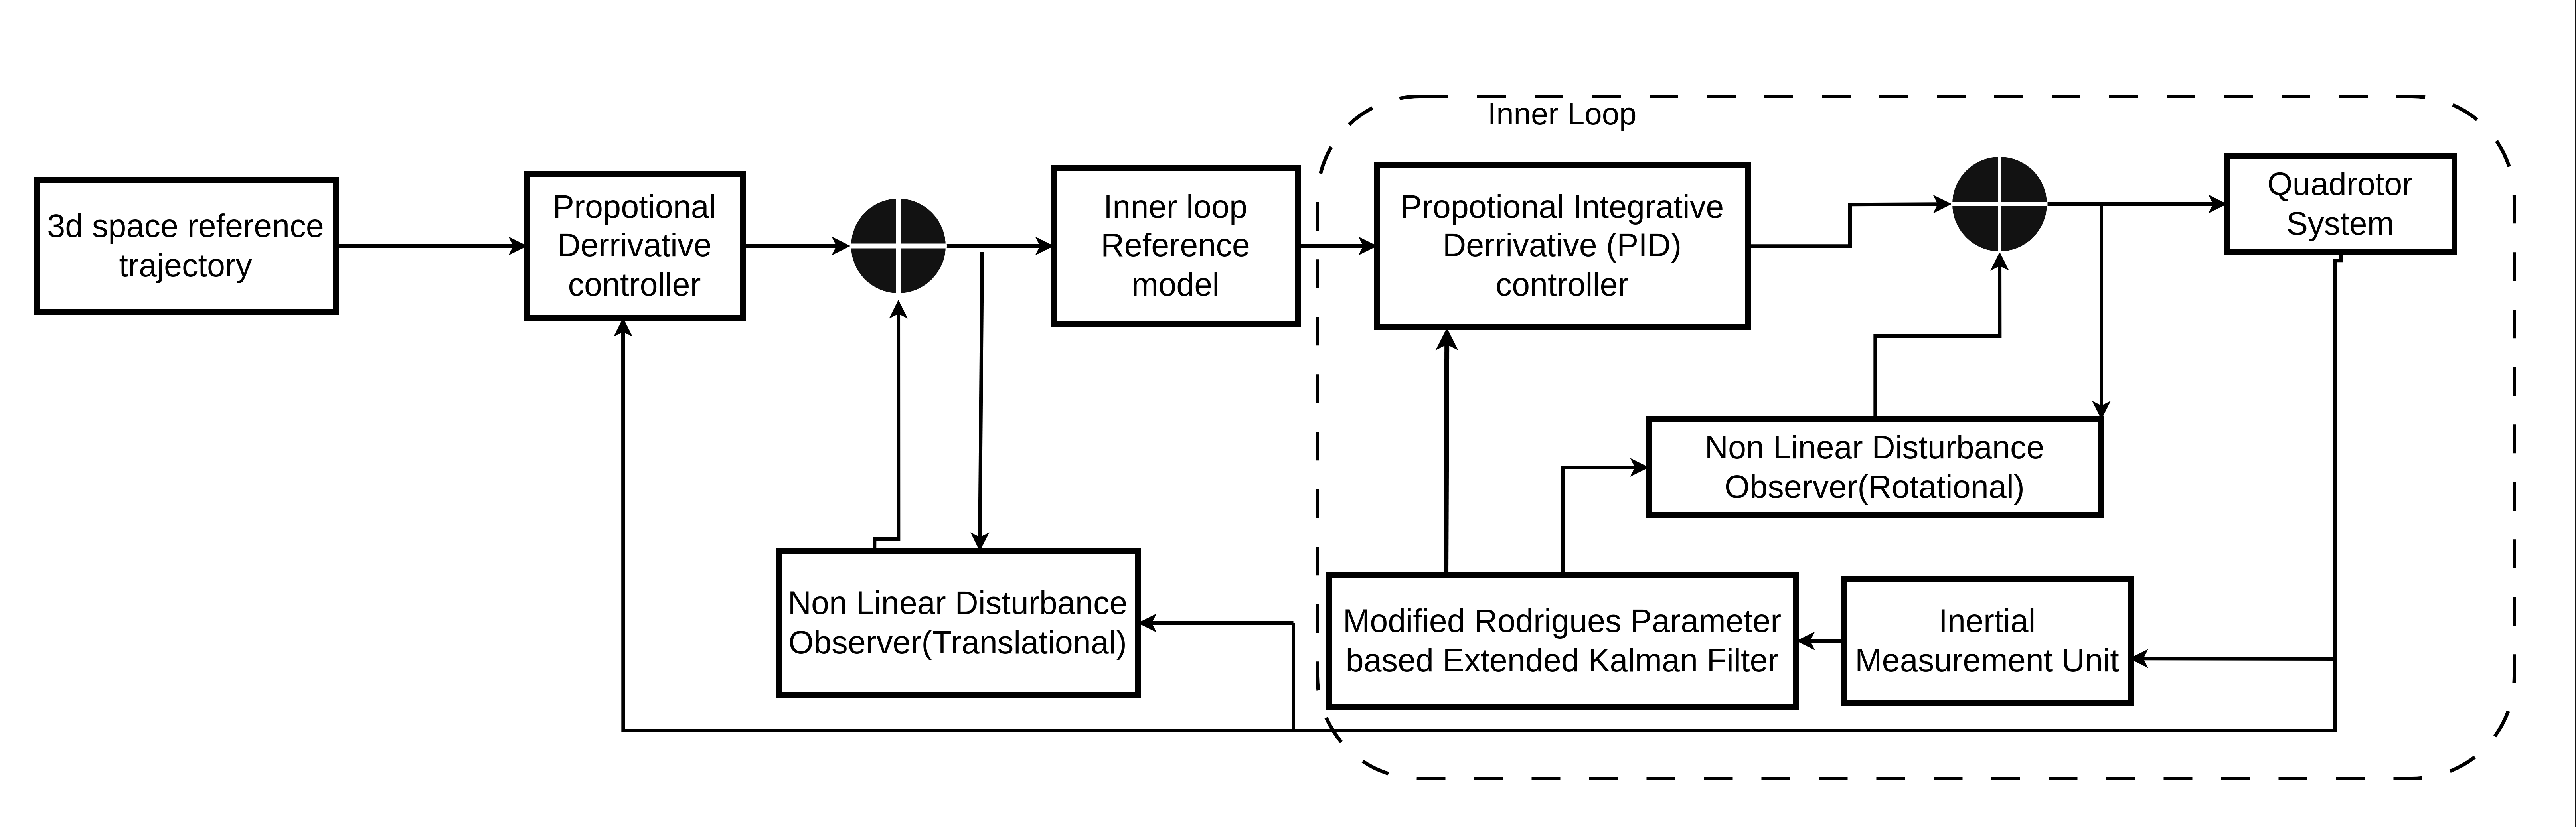 Inner Loop
3d space reference
trajectory
Propotional
Derrivative
controller
Inner loop
Reference
model
Propotional Integrative
Derrivative (PID)
controller
Quadrotor
System
Non Linear Disturbance
Observer(Rotational)
Non Linear Disturbance
Observer(Translational)
Modified Rodrigues Parameter
based Extended Kalman Filter
Inertial
Measurement Unit